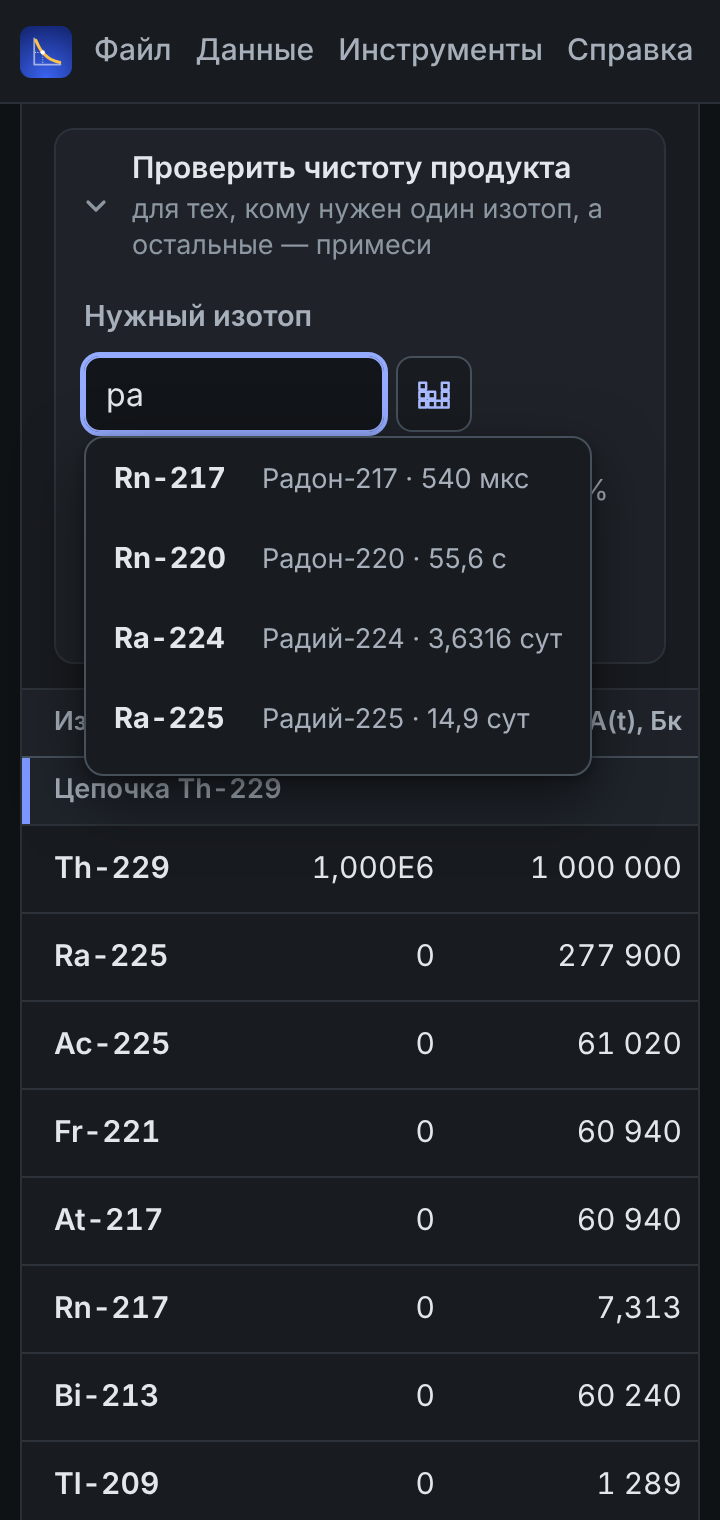 Файл Данные Инструменты Справка
Проверить чистоту продукта
для тех, кому нужен один изотоп, а
остальные — примеси
Нужный изотоп
ра
Rn-217 Радон-217 · 540 мкс
%
Rn-220 Радон-220 · 55,6 с
Ra-224 Радий-224 · 3,6316 сут
Ra-225 Радий-225 · 14,9 сут
Из A(t), Бк
Цепочка Th-229
Th-229 1,000E6 1 000 000
Ra-225 0 277 900
Ac-225 0 61 020
Fr-221 0 60 940
At-217 0 60 940
Rn-217 0 7,313
Bi-213 0 60 240
Tl-209 0 1 289